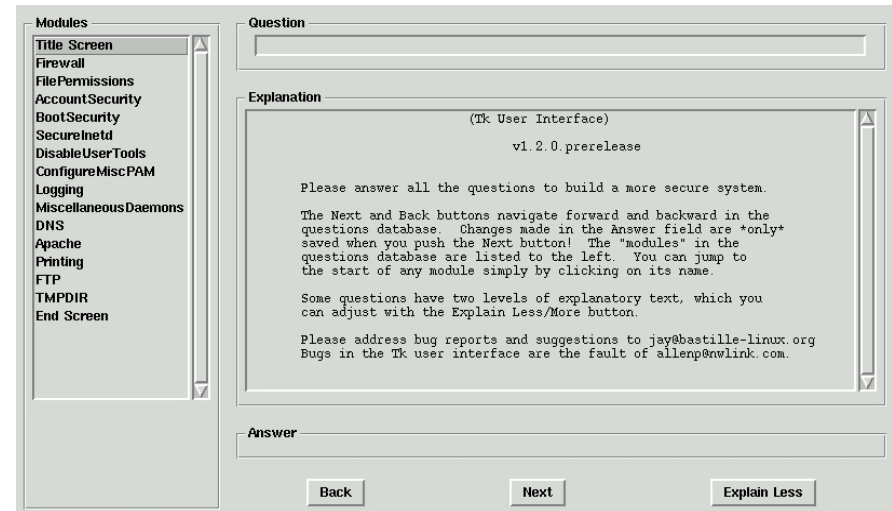 Modules
Title Screen
Firewall
FilePermissions
AccountSecurity
BootSecurity
SecureInetd
DisableUserTools
ConfigureMiscPAM
Logging
MiscellaneousDaemons
DNS
Apache
Printing
FTP
TMPDIR
End Screen
Question
Explanation
(Tk User Interface)
v1.2.0.prerelease
Please answer all the questions to build a more secure system.
The Next and Back buttons navigate forward and backward in the
questions database. Changes made in the Answer field are *only*
saved when you push the Next button! The "modules" in the
questions database are listed to the left. You can jump to
the start of any module simply by clicking on its name.
Some questions have two levels of explanatory text, which you
can adjust with the Explain Less/More button.
Please address bug reports and suggestions to jay@bastille-linux.org
Bugs in the Tk user interface are the fault of allenp@nwlink.com.
Answer
Back
Next
Explain Less